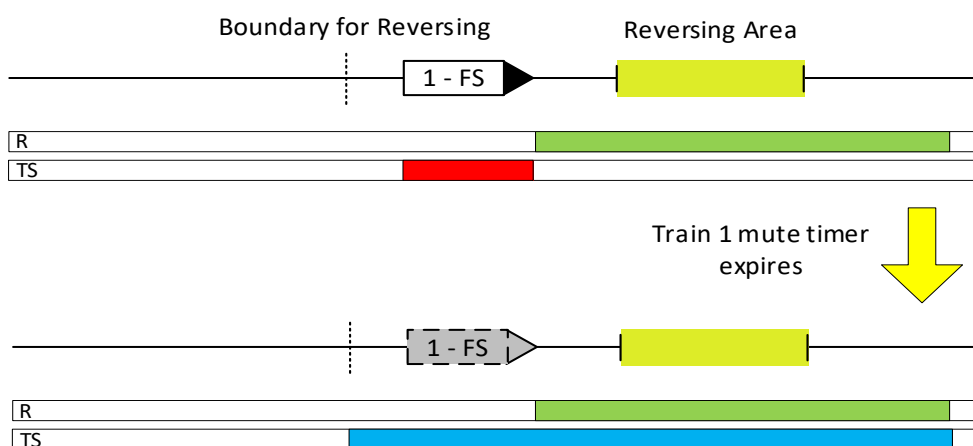 Boundary for Reversing
Reversing Area
1 - FS
R
TS
Train 1 mute timer
expires
1 - FS
R
TS